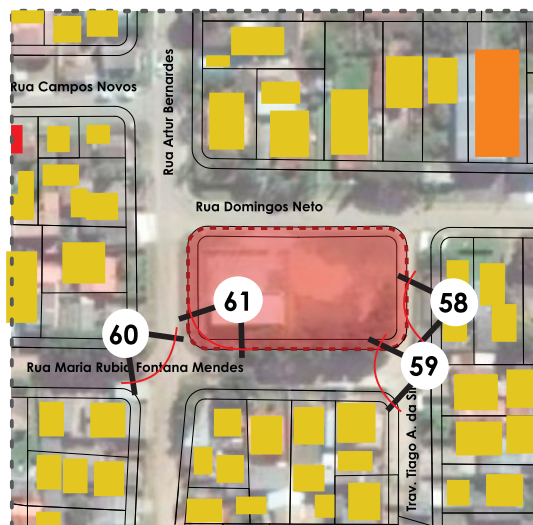 Rua Campos Novos
Rua Artur Bernardes
Rua Domingos Neto
61
58
60
59
Rua Maria Rubia Fontana Mendes
Trav. Tiago A. da